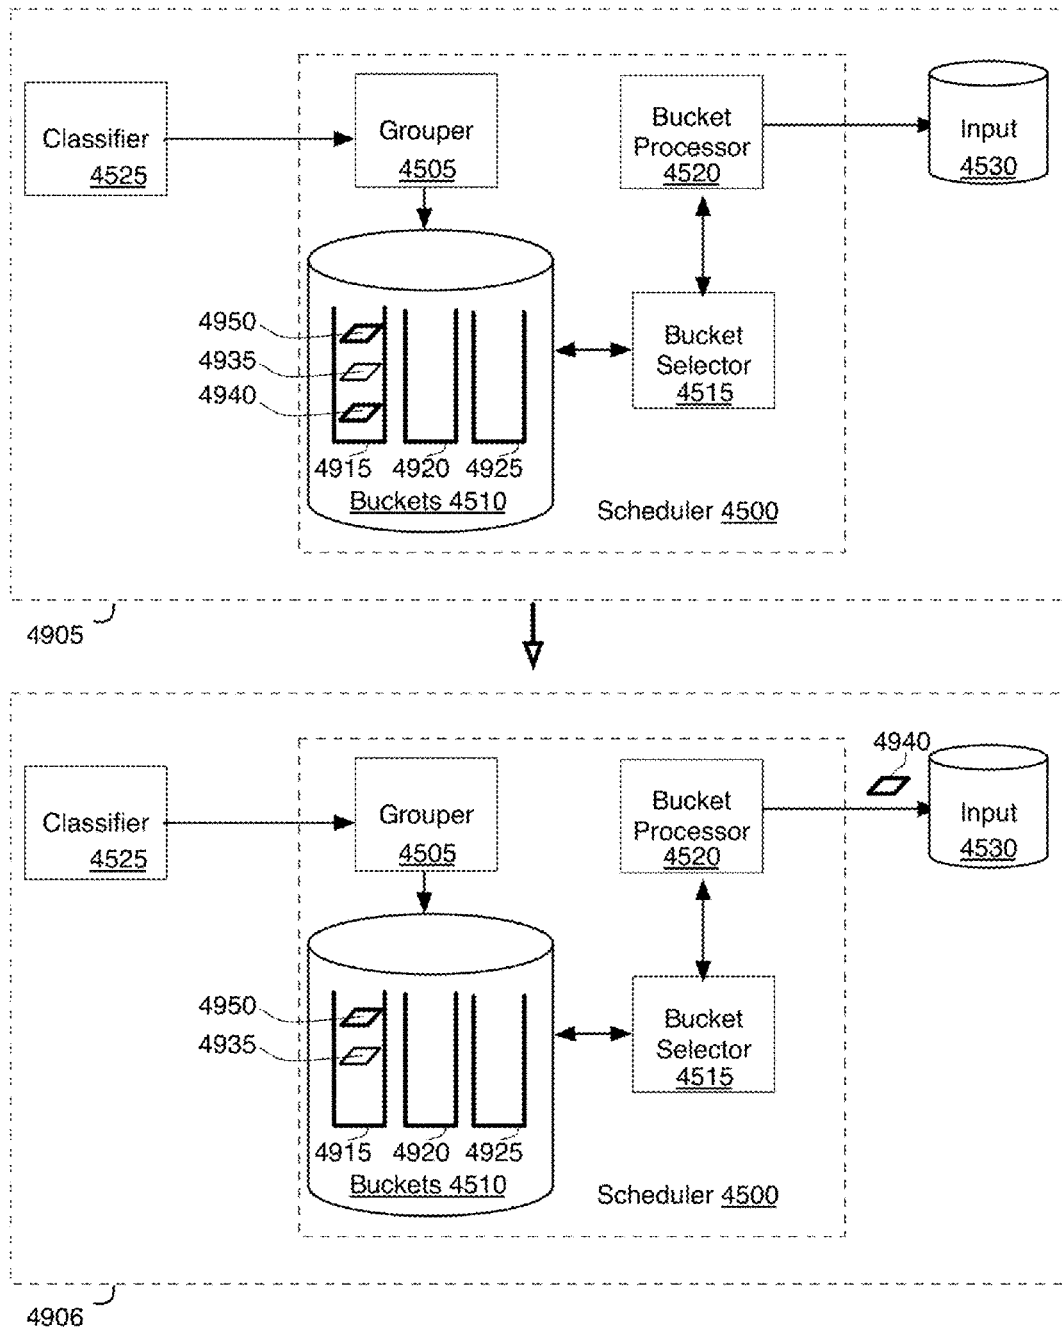 Classifier
4525
Grouper
4505
Bucket
Processor
4520
Input
4530
4950
4935
4940
Bucket
Selector
4515
4915
4920
4925
Buckets 4510
Scheduler 4500
4905
4940
Classifier
4525
Grouper
4505
Bucket
Processor
4520
Input
4530
4950
4935
Bucket
Selector
4515
4915
4920
4925
Buckets 4510
Scheduler 4500
4906